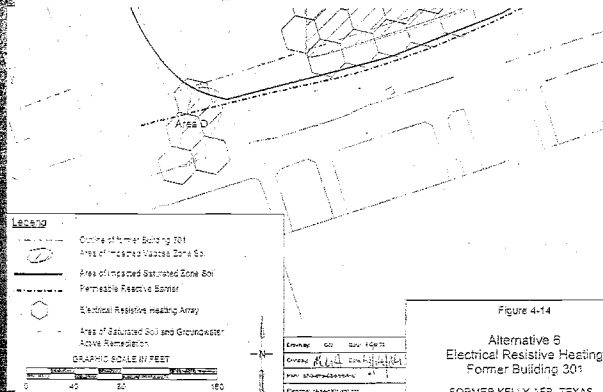 Area D
Legend
Outline of former Building 301
Area of Impacted Vadose Zone Soil
Area of Impacted Saturated Zone Soil
Permeable Reactive Barrier
Electrical Resistive Heating Array
Area of Saturated Soil and Groundwater
Active Remediation
GRAPHIC SCALE IN FEET
0 40 80 160
N
Figure 4-14
Alternative 6
Electrical Resistive Heating
Former Building 301
FORMER KELLY AFB, TEXAS